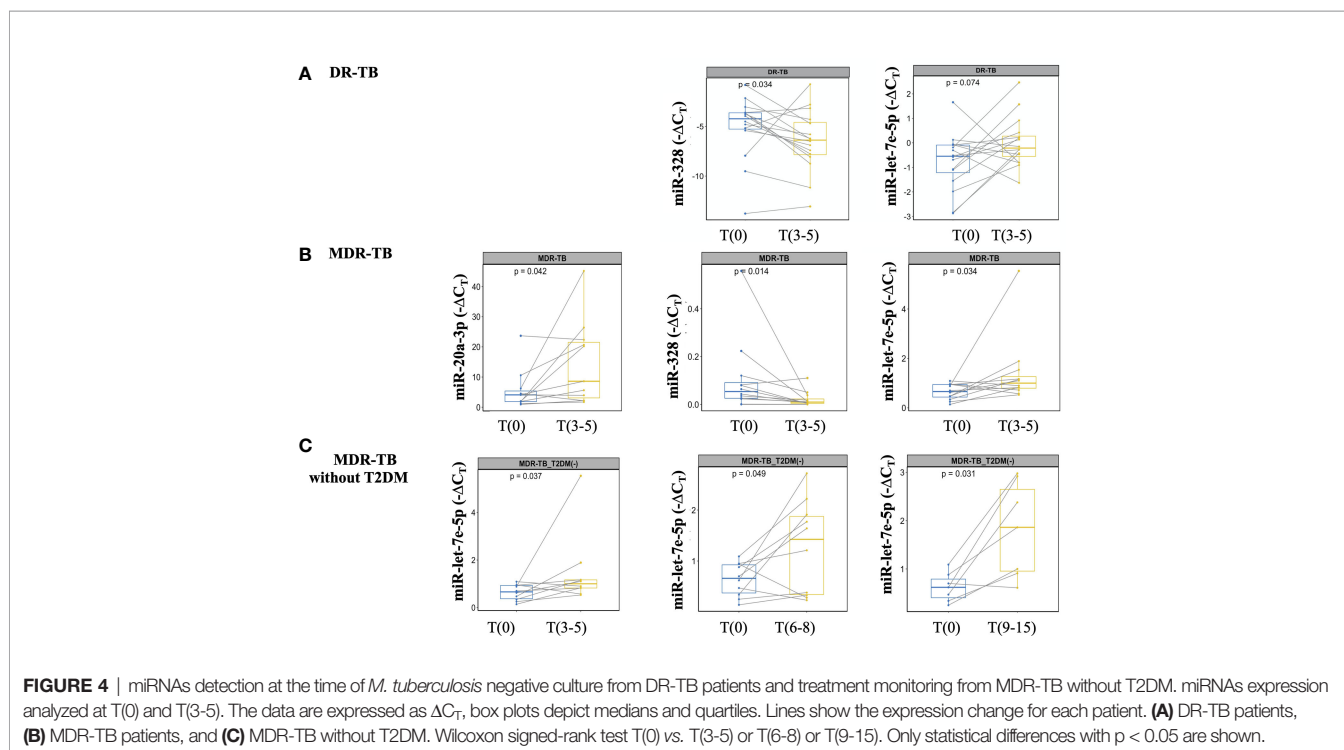 A DR-TB
DR-TB
p = 0.034
miR-328 (-ΔCT)
-5
-10
T(0) T(3-5)
DR-TB
p = 0.074
miR-let-7e-5p (-ΔCT)
2
1
0
-1
-2
-3
T(0) T(3-5)
B MDR-TB
MDR-TB
p = 0.042
miR-20a-3p (-ΔCT)
40
30
20
10
0
T(0) T(3-5)
MDR-TB
p = 0.014
miR-328 (-ΔCT)
0.4
0.2
0.0
T(0) T(3-5)
MDR-TB
p = 0.034
miR-let-7e-5p (-ΔCT)
4
2
0
T(0) T(3-5)
C MDR-TB
without T2DM
MDR-TB_T2DM(-)
p = 0.037
miR-let-7e-5p (-ΔCT)
4
2
0
T(0) T(3-5)
MDR-TB_T2DM(-)
p = 0.049
miR-let-7e-5p (-ΔCT)
2
1
T(0) T(6-8)
MDR-TB_T2DM(-)
p = 0.031
miR-let-7e-5p (-ΔCT)
3
2
1
T(0) T(9-15)
FIGURE 4 | miRNAs detection at the time of M. tuberculosis negative culture from DR-TB patients and treatment monitoring from MDR-TB without T2DM. miRNAs expression
analyzed at T(0) and T(3-5). The data are expressed as ΔCT, box plots depict medians and quartiles. Lines show the expression change for each patient. (A) DR-TB patients,
(B) MDR-TB patients, and (C) MDR-TB without T2DM. Wilcoxon signed-rank test T(0) vs. T(3-5) or T(6-8) or T(9-15). Only statistical differences with p < 0.05 are shown.